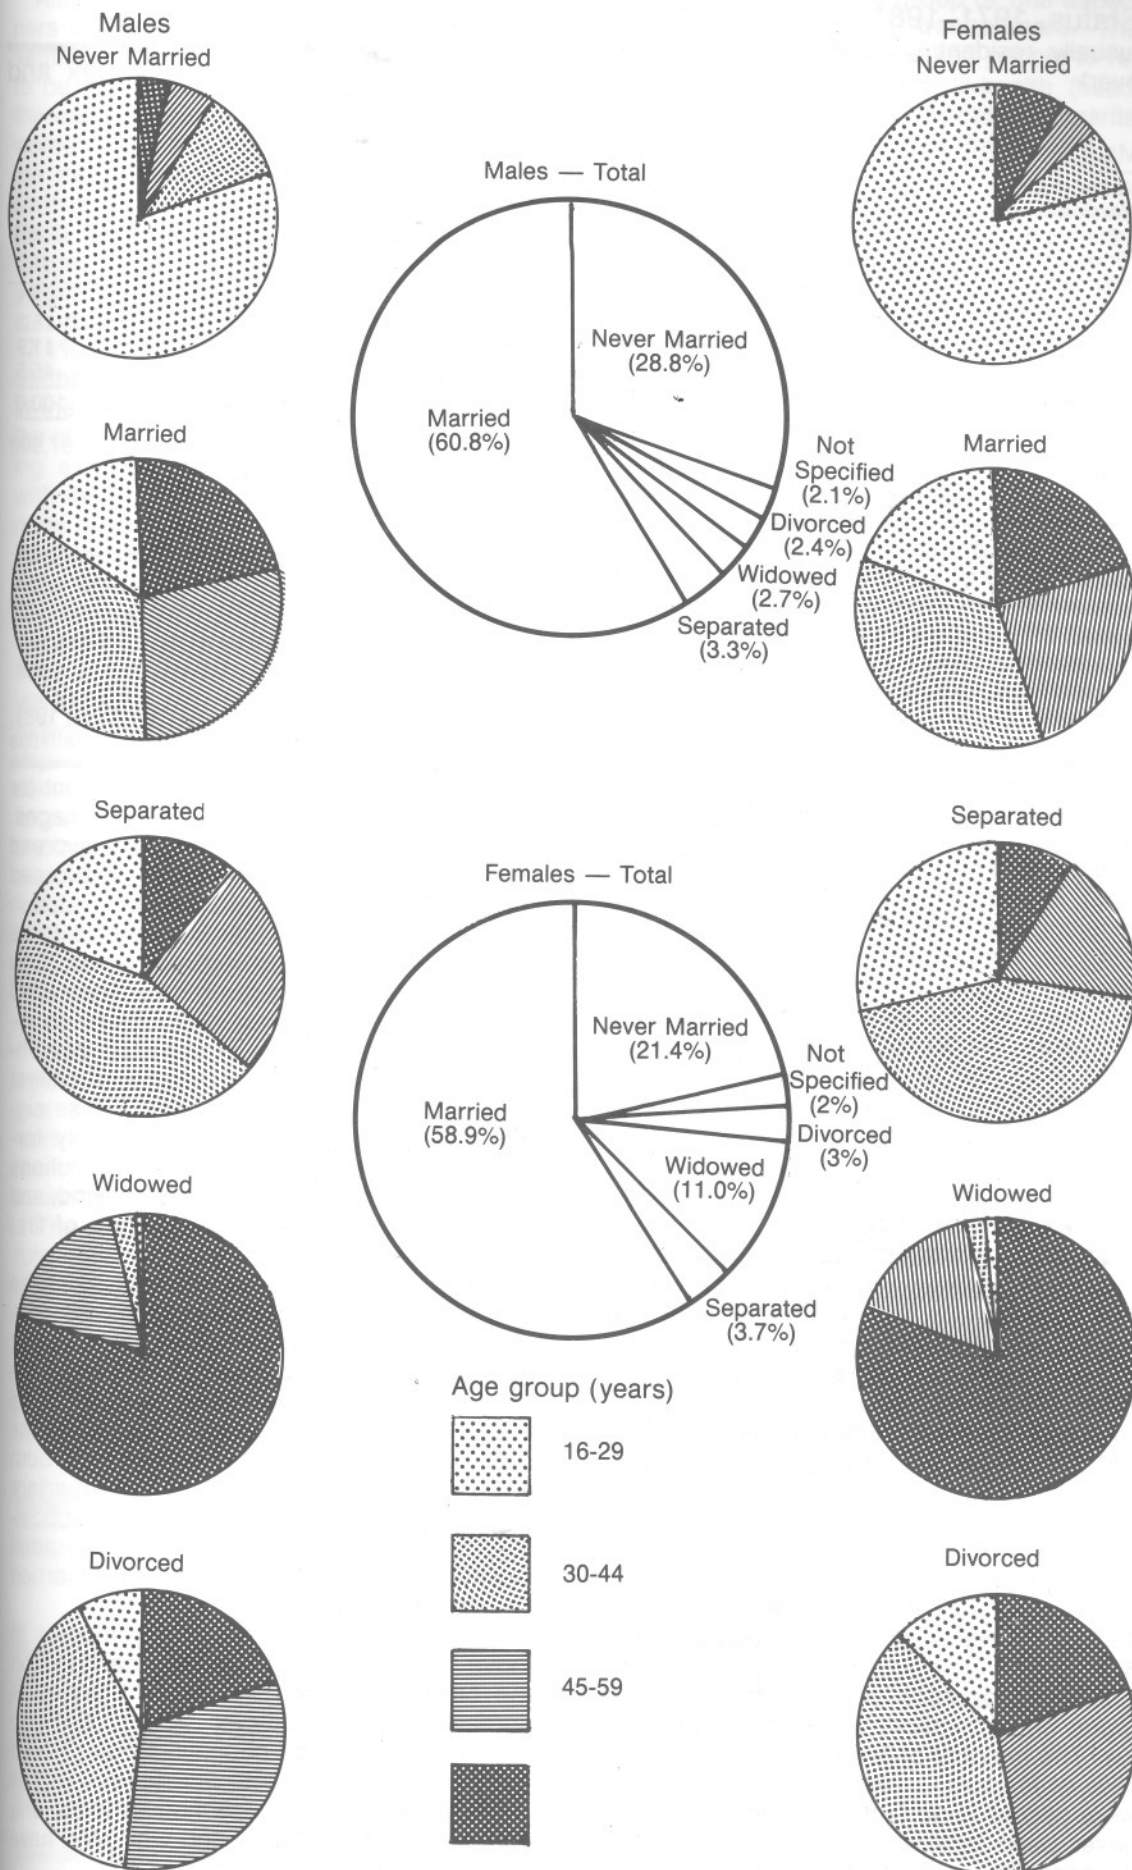 Males
Never Married
Females
Never Married
Males — Total
Never Married
(28.8%)
Married
(60.8%)
Not
Specified
(2.1%)
Divorced
(2.4%)
Widowed
(2.7%)
Separated
(3.3%)
Married
Married
Separated
Separated
Females — Total
Never Married
(21.4%)
Not
Specified
(2%)
Married
(58.9%)
Divorced
(3%)
Widowed
(11.0%)
Separated
(3.7%)
Widowed
Widowed
Age group (years)
16-29
30-44
45-59
Divorced
Divorced